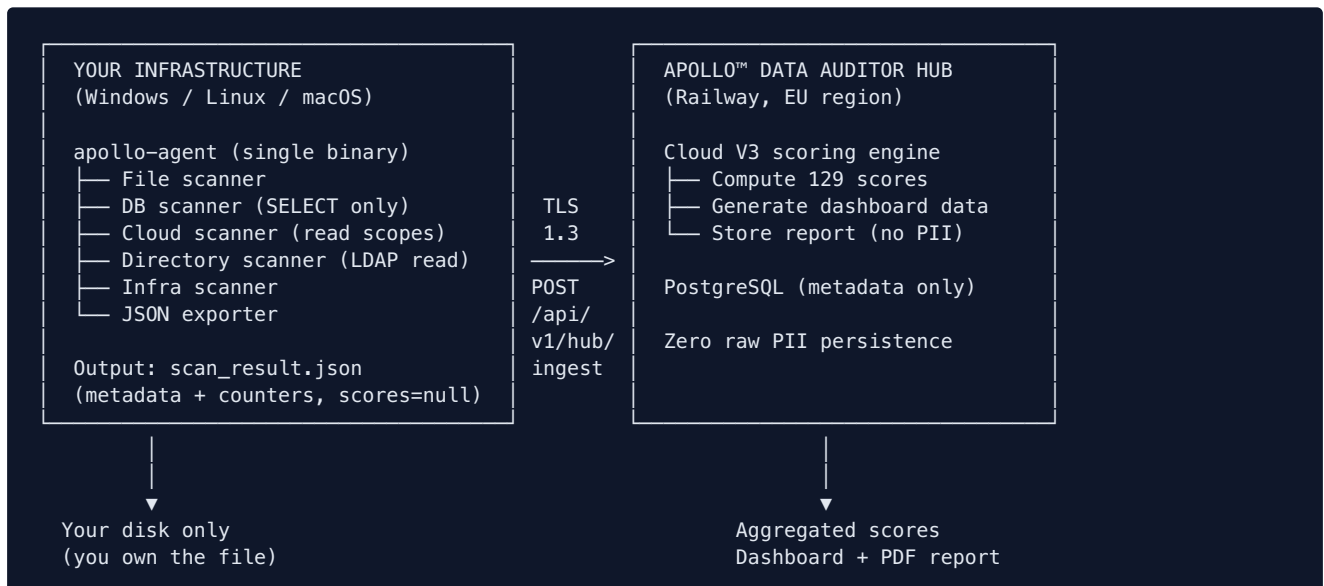 YOUR INFRASTRUCTURE
(Windows / Linux / macOS)
apollo-agent (single binary)
├── File scanner
├── DB scanner (SELECT only)
├── Cloud scanner (read scopes)
├── Directory scanner (LDAP read)
├── Infra scanner
└── JSON exporter
Output: scan_result.json
(metadata + counters, scores=null)
TLS
1.3
──────>
POST
/api/
v1/hub/
ingest
APOLLO™ DATA AUDITOR HUB
(Railway, EU region)
Cloud V3 scoring engine
├── Compute 129 scores
├── Generate dashboard data
└── Store report (no PII)
PostgreSQL (metadata only)
Zero raw PII persistence
Your disk only
(you own the file)
Aggregated scores
Dashboard + PDF report